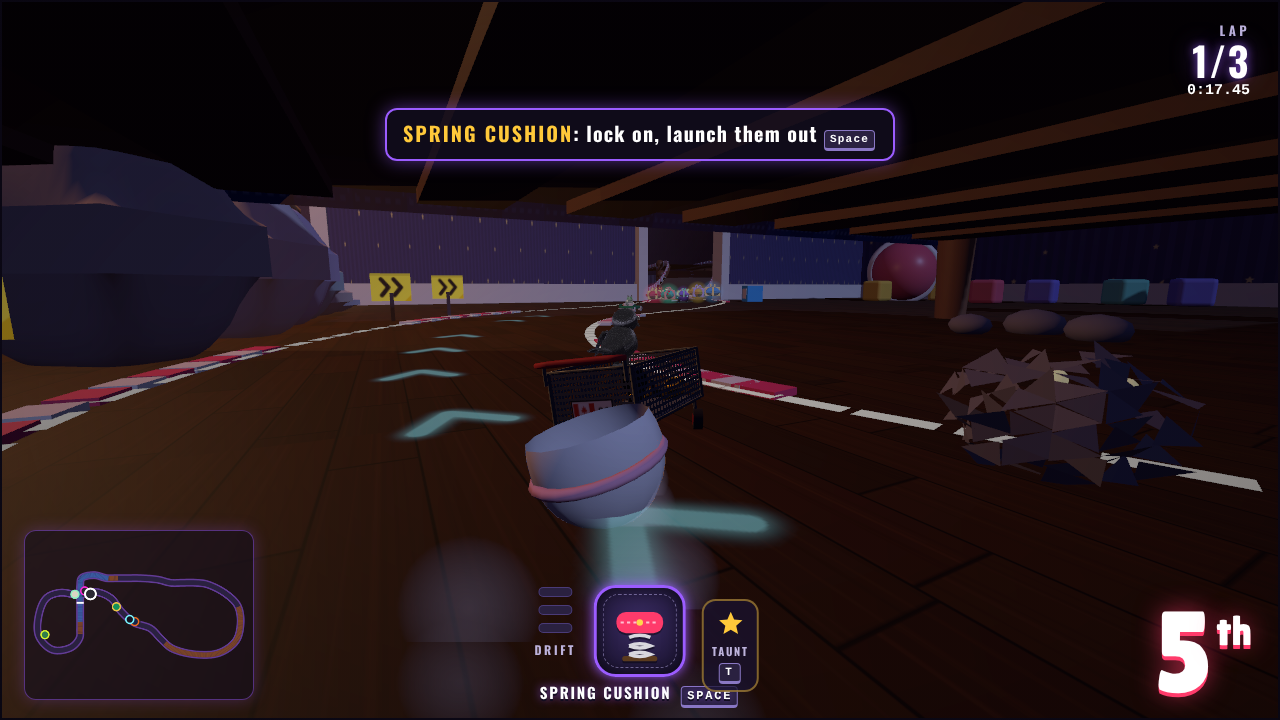 LAP
1/3
0:17.45
SPRING CUSHION: lock on, launch them out Space
DRIFT
TAUNT
T
SPRING CUSHION SPACE
5th